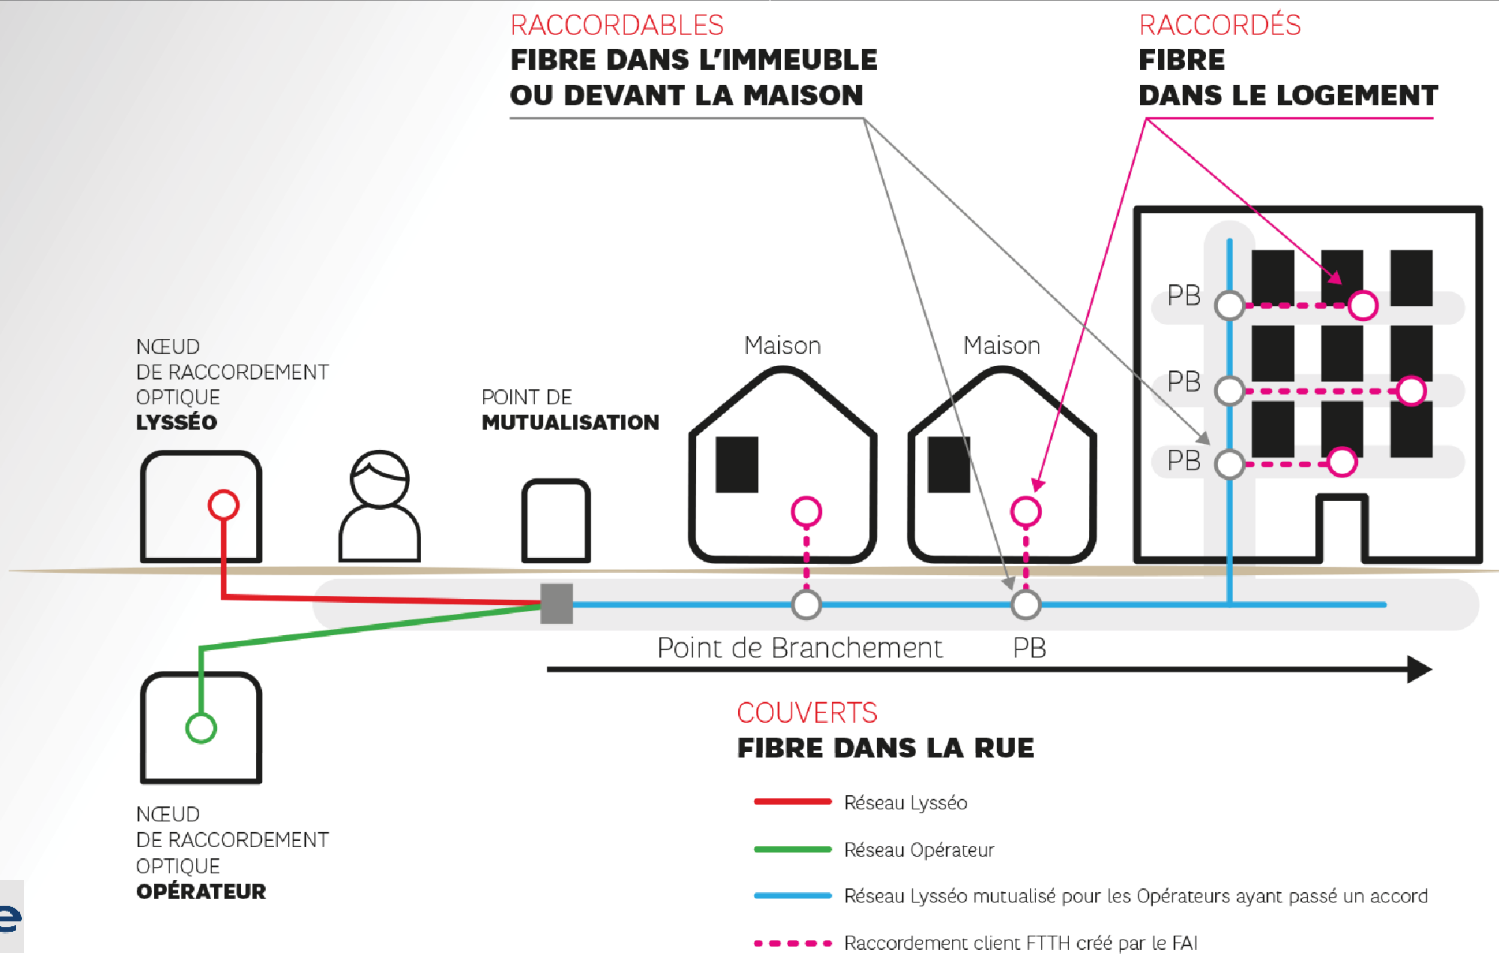 RACCORDABLES
FIBRE DANS L'IMMEUBLE
OU DEVANT LA MAISON
RACCORDÉS
FIBRE
DANS LE LOGEMENT
NŒUD
DE RACCORDEMENT
OPTIQUE
LYSSÉO
POINT DE
MUTUALISATION
Maison
Maison
PB
PB
PB
Point de Branchement
PB
COUVERTS
FIBRE DANS LA RUE
NŒUD
DE RACCORDEMENT
OPTIQUE
OPÉRATEUR
Réseau Lysséo
Réseau Opérateur
Réseau Lysséo mutualisé pour les Opérateurs ayant passé un accord
Raccordement client FTTH créé par le FAI
e